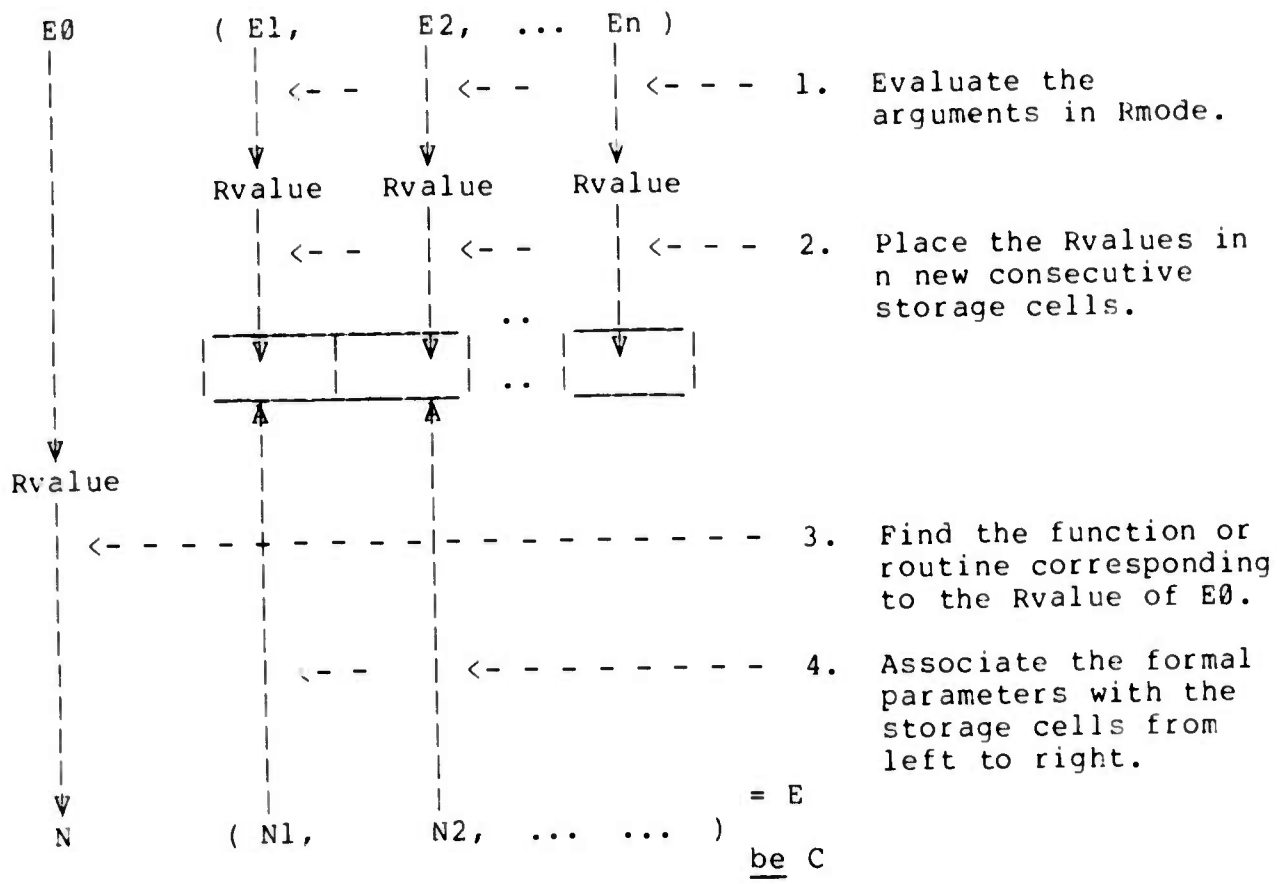 E0 ( E1, E2, ... En )
1. Evaluate the
arguments in Rmode.
Rvalue Rvalue Rvalue
2. Place the Rvalues in
n new consecutive
storage cells.
..
..
Rvalue
3. Find the function or
routine corresponding
to the Rvalue of E0.
4. Associate the formal
parameters with the
storage cells from
left to right.
= E
N ( N1, N2, ... ... )
be C